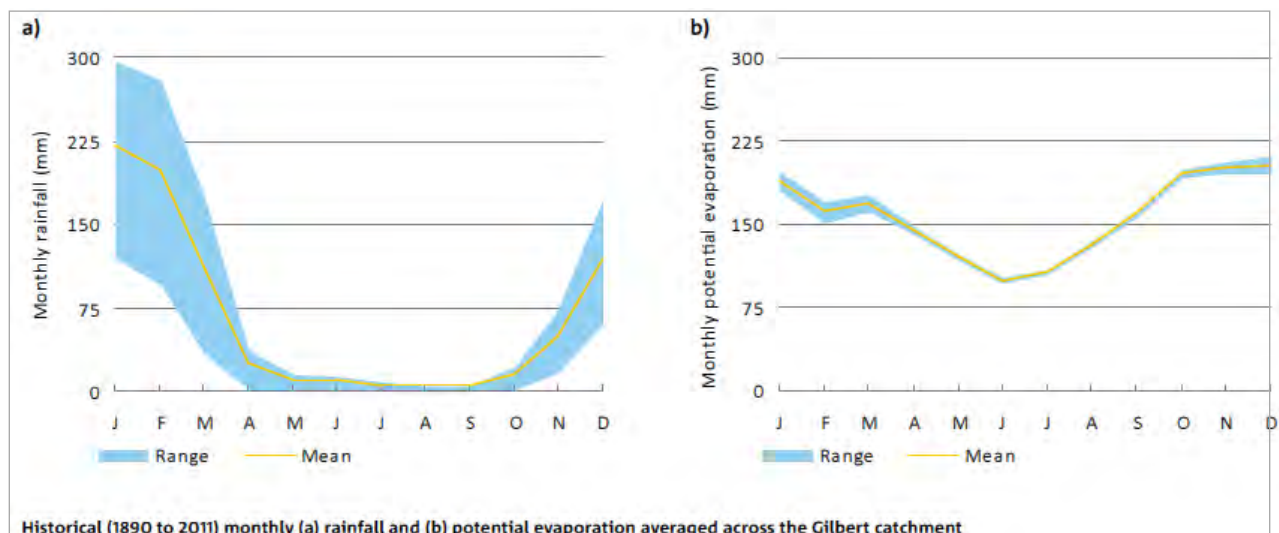 a)
Monthly rainfall (mm)
300
225
150
75
0
J F M A M J J A S O N D
Range Mean
b)
Monthly potential evaporation (mm)
300
225
150
75
0
J F M A M J J A S O N D
Range Mean
Historical (1890 to 2011) monthly (a) rainfall and (b) potential evaporation averaged across the Gilbert catchment